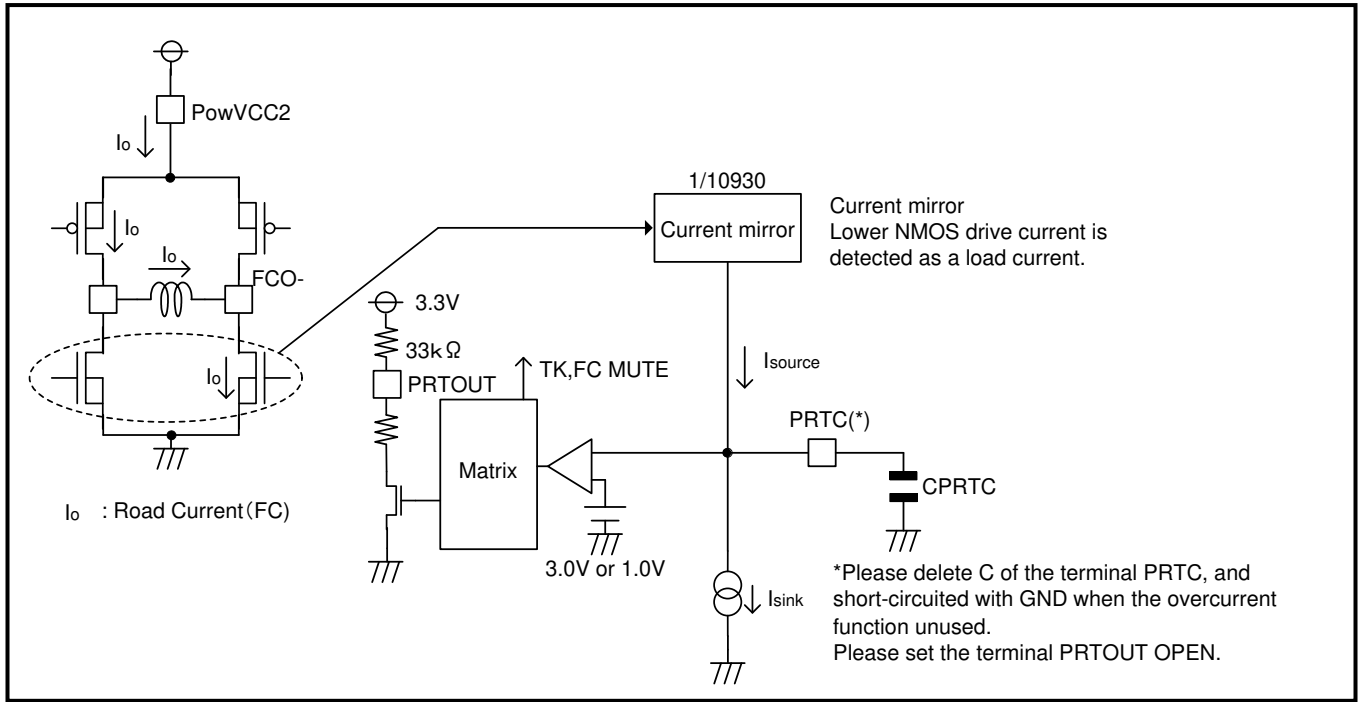 PowVCC2
Io
Io
Io
FCO-
Io
Io : Road Current(FC)
1/10930
Current mirror
Current mirror
Lower NMOS drive current is
detected as a load current.
3.3V
33kΩ
PRTOUT
TK,FC MUTE
Isource
PRTC(*)
Matrix
CPRTC
3.0V or 1.0V
Isink
*Please delete C of the terminal PRTC, and
short-circuited with GND when the overcurrent
function unused.
Please set the terminal PRTOUT OPEN.